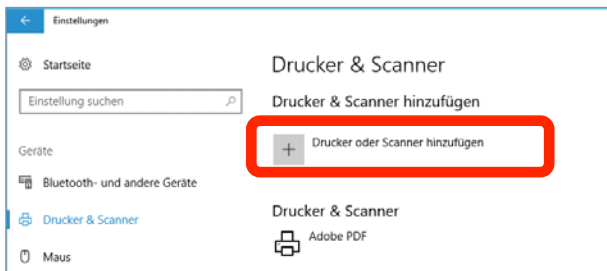 Einstellungen
Startseite
Einstellung suchen
Geräte
Bluetooth- und andere Geräte
Drucker & Scanner
Maus
Drucker & Scanner
Drucker & Scanner hinzufügen
Drucker oder Scanner hinzufügen
Drucker & Scanner
Adobe PDF